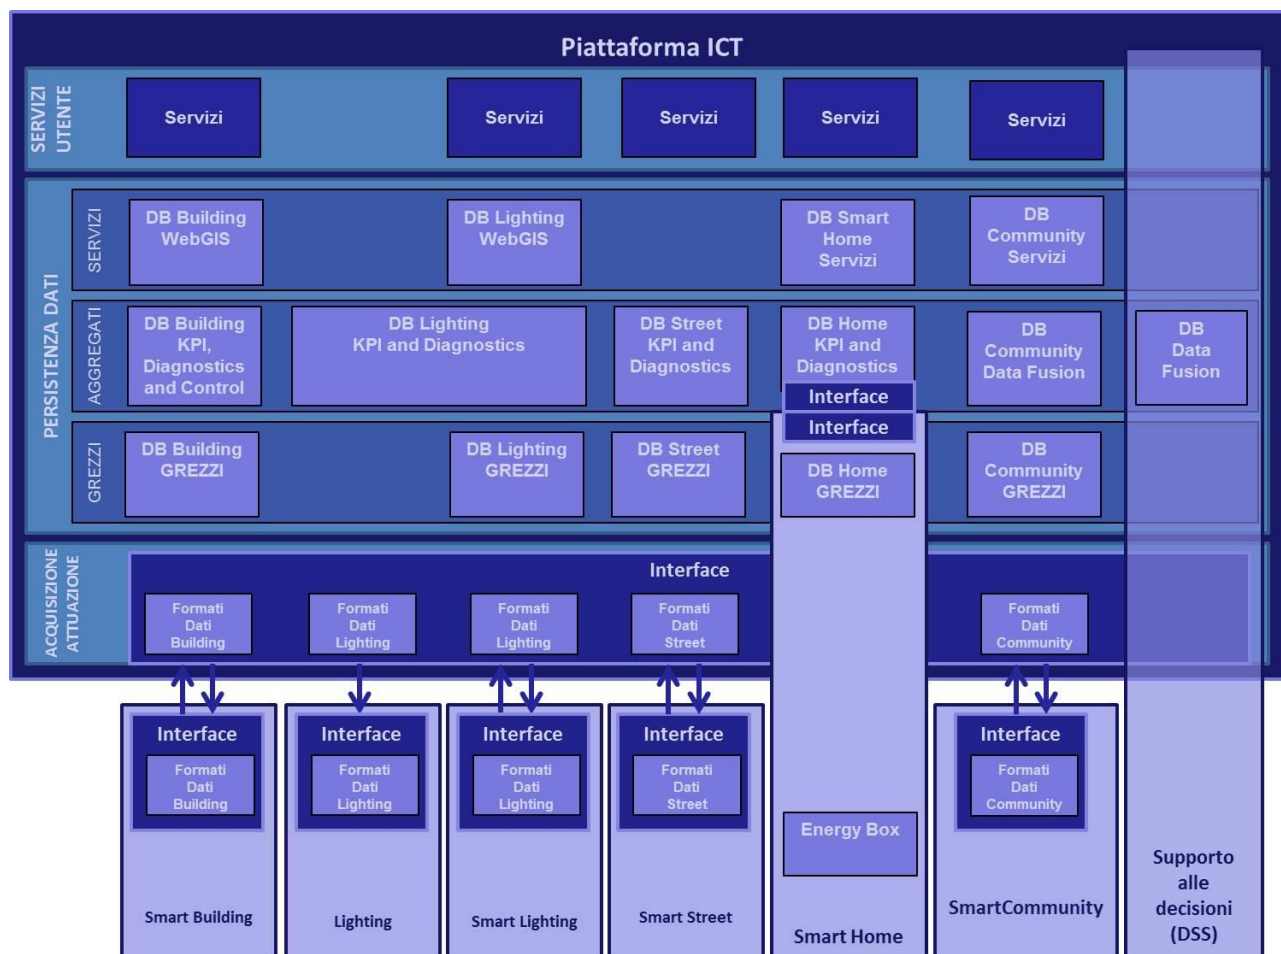 Piattaforma ICT
SERVIZI
UTENTE
Servizi
Servizi
Servizi
Servizi
Servizi
PERSISTENZA DATI
SERVIZI
DB Building
WebGIS
DB Lighting
WebGIS
DB Smart
Home
Servizi
DB
Community
Servizi
AGGREGATI
DB Building
KPI,
Diagnostics
and Control
DB Lighting
KPI and Diagnostics
DB Street
KPI and
Diagnostics
DB Home
KPI and
Diagnostics
Interface
Interface
DB
Community
Data Fusion
DB
Data
Fusion
GREZZI
DB Building
GREZZI
DB Lighting
GREZZI
DB Street
GREZZI
DB Home
GREZZI
DB
Community
GREZZI
ACQUISIZIONE
ATTUAZIONE
Interface
Formati
Dati
Building
Formati
Dati
Lighting
Formati
Dati
Lighting
Formati
Dati
Street
Formati
Dati
Community
Interface
Formati
Dati
Building
Smart Building
Interface
Formati
Dati
Lighting
Lighting
Interface
Formati
Dati
Lighting
Smart Lighting
Interface
Formati
Dati
Street
Smart Street
Energy Box
Smart Home
Interface
Formati
Dati
Community
SmartCommunity
Supporto
alle
decisioni
(DSS)